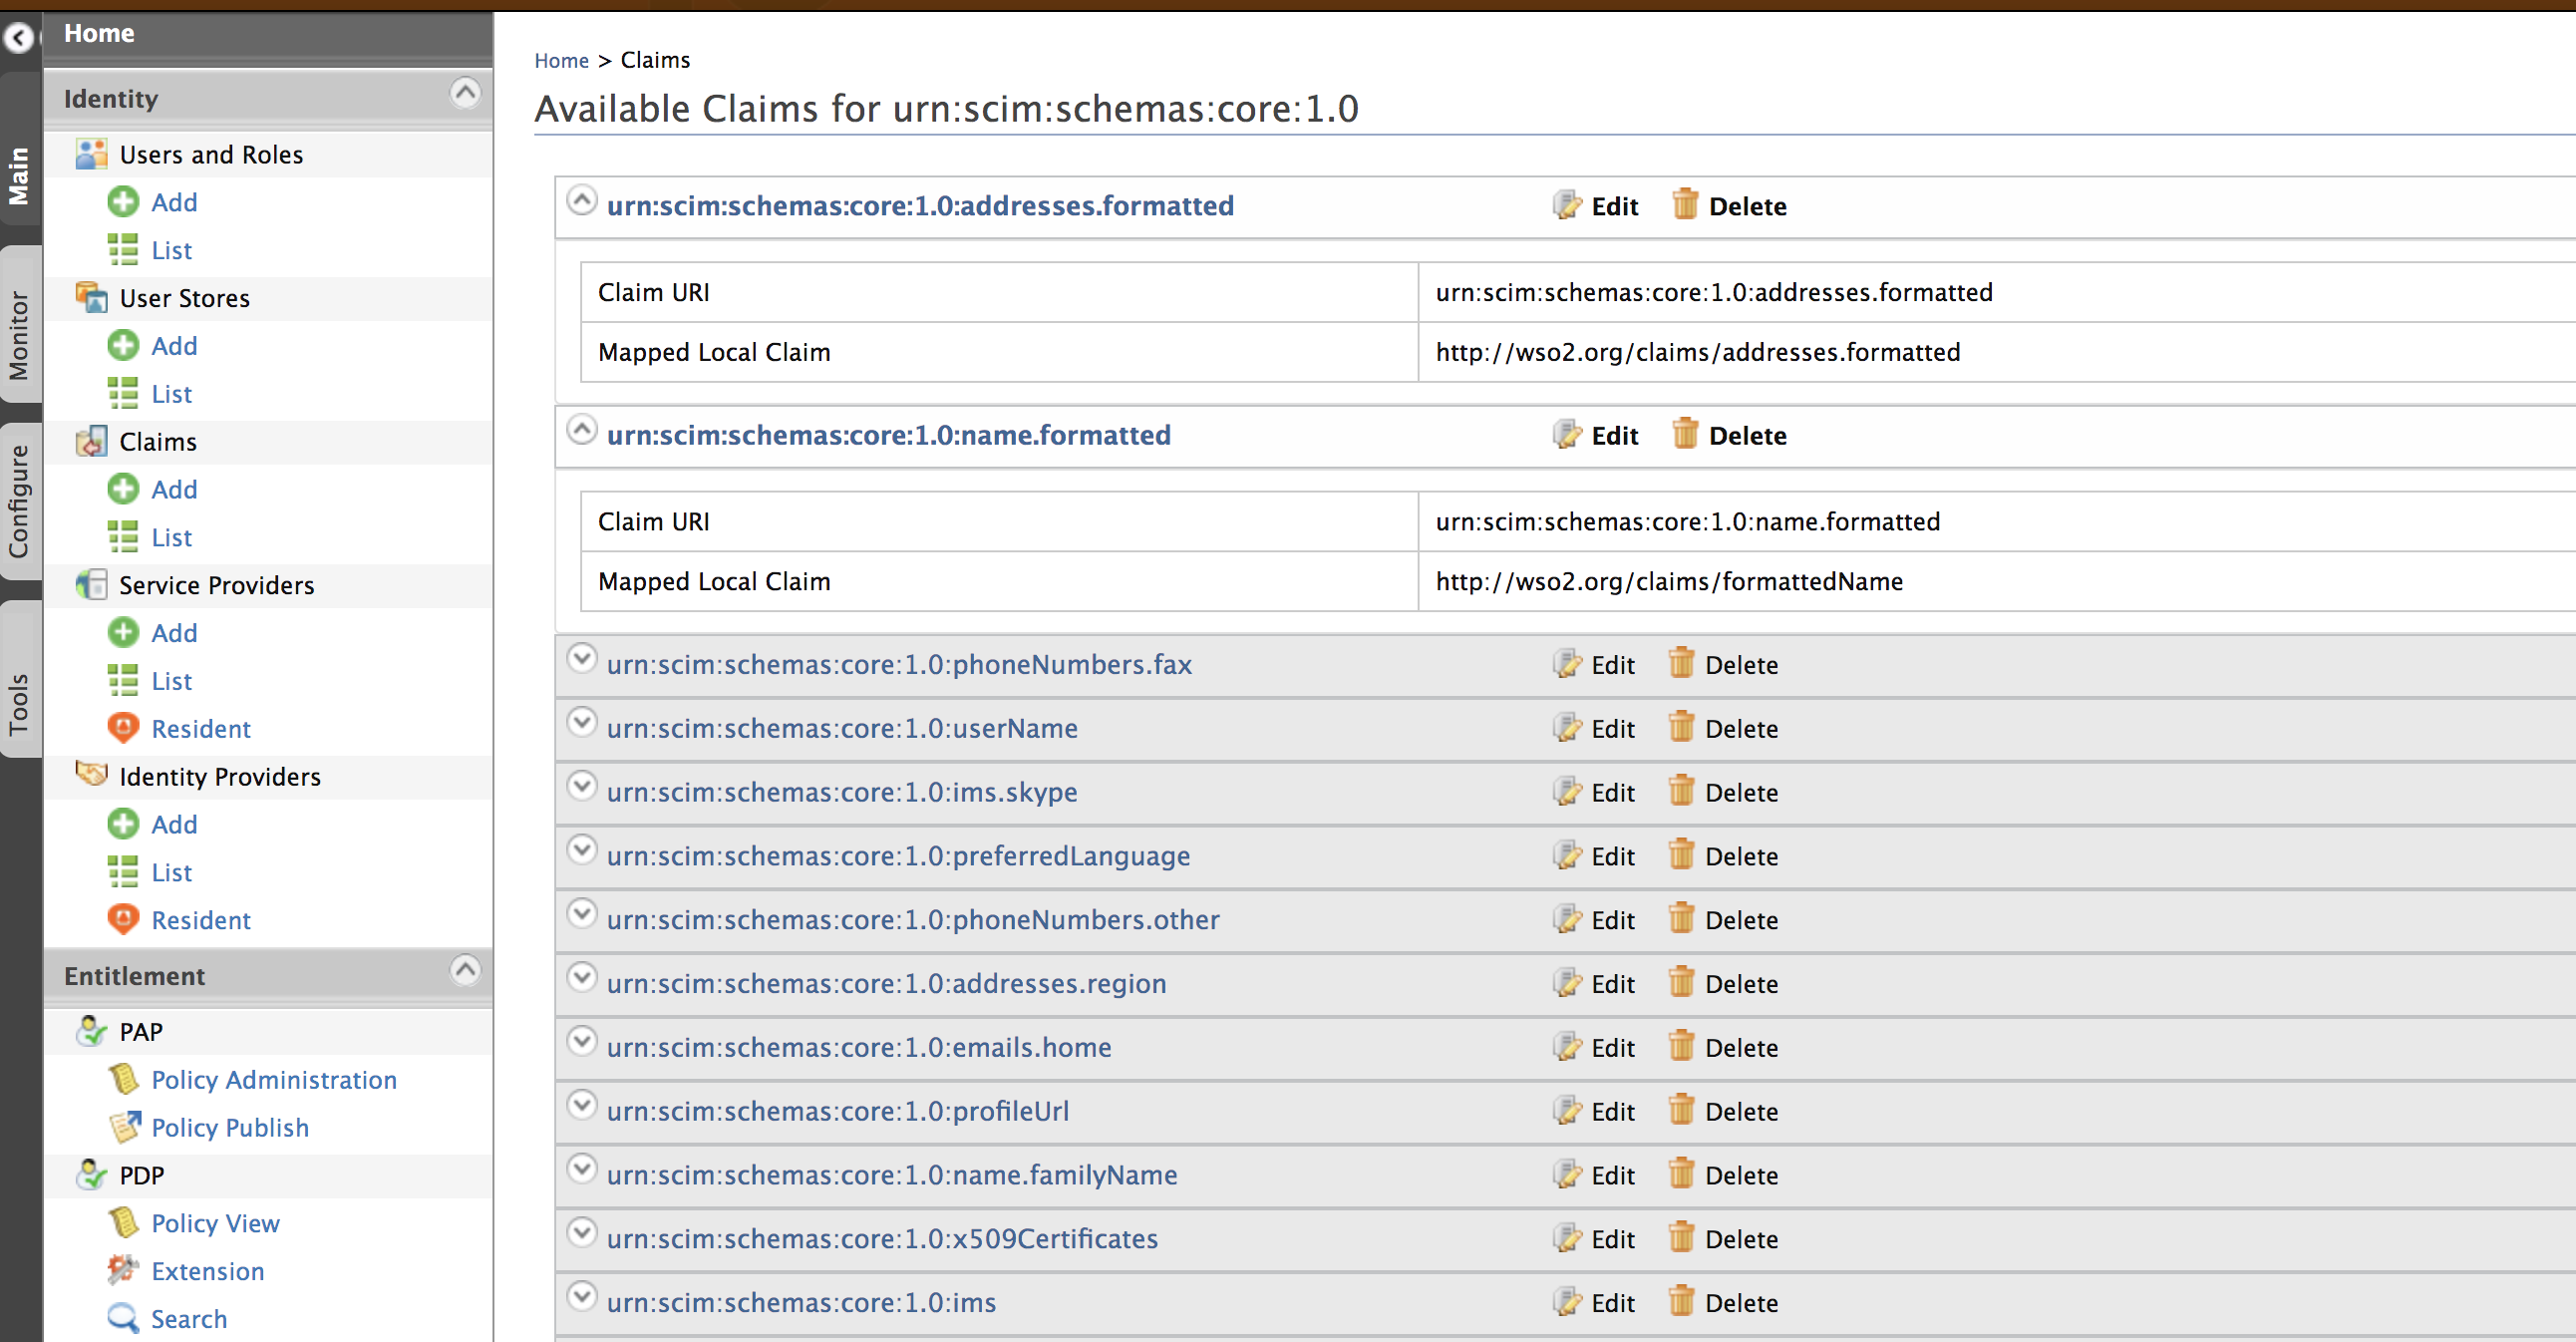 Home
Main
Monitor
Configure
Tools
Identity
Users and Roles
Add
List
User Stores
Add
List
Claims
Add
List
Service Providers
Add
List
Resident
Identity Providers
Add
List
Resident
Entitlement
PAP
Policy Administration
Policy Publish
PDP
Policy View
Extension
Search
Home > Claims
Available Claims for urn:scim:schemas:core:1.0
urn:scim:schemas:core:1.0:addresses.formatted Edit Delete
Claim URI urn:scim:schemas:core:1.0:addresses.formatted
Mapped Local Claim http://wso2.org/claims/addresses.formatted
urn:scim:schemas:core:1.0:name.formatted Edit Delete
Claim URI urn:scim:schemas:core:1.0:name.formatted
Mapped Local Claim http://wso2.org/claims/formattedName
urn:scim:schemas:core:1.0:phoneNumbers.fax Edit Delete
urn:scim:schemas:core:1.0:userName Edit Delete
urn:scim:schemas:core:1.0:ims.skype Edit Delete
urn:scim:schemas:core:1.0:preferredLanguage Edit Delete
urn:scim:schemas:core:1.0:phoneNumbers.other Edit Delete
urn:scim:schemas:core:1.0:addresses.region Edit Delete
urn:scim:schemas:core:1.0:emails.home Edit Delete
urn:scim:schemas:core:1.0:profileUrl Edit Delete
urn:scim:schemas:core:1.0:name.familyName Edit Delete
urn:scim:schemas:core:1.0:x509Certificates Edit Delete
urn:scim:schemas:core:1.0:ims Edit Delete